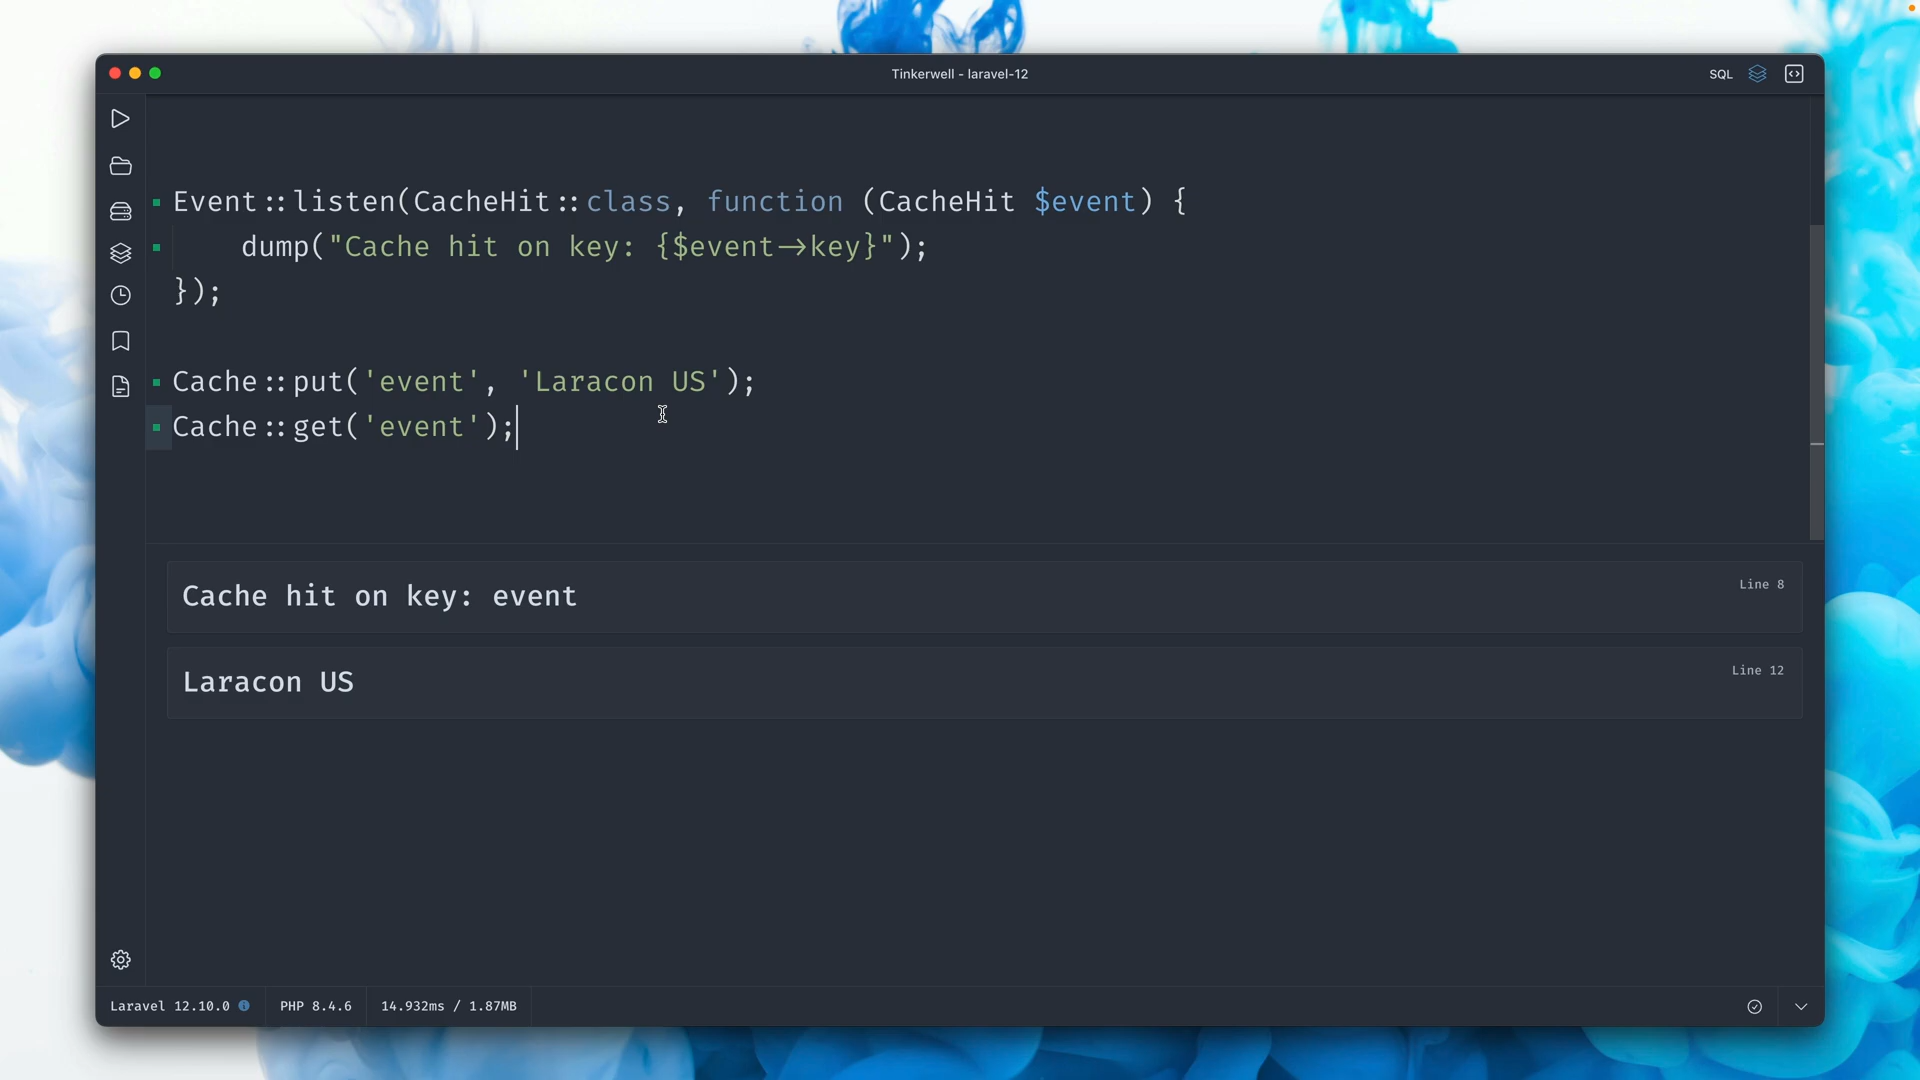 Tinkerwell - laravel-12
SQL
Event::listen(CacheHit::class, function (CacheHit $event) {
dump("Cache hit on key: {$event->key}");
});
Cache::put('event', 'Laracon US');
Cache::get('event');
Cache hit on key: event
Line 8
Laracon US
Line 12
Laravel 12.10.0
PHP 8.4.6
14.932ms / 1.87MB